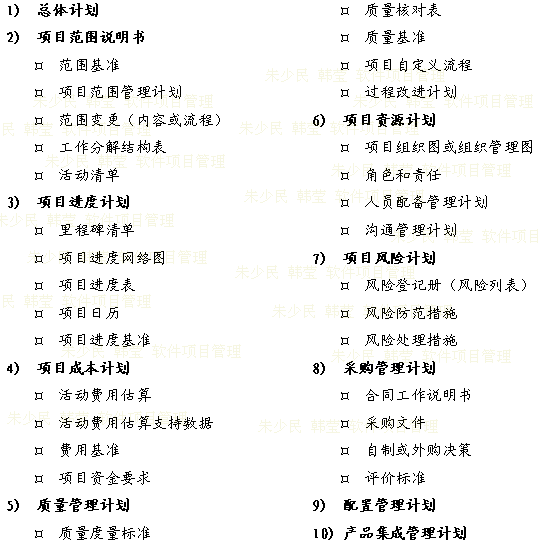 1) 总体计划
2) 项目范围说明书
¤ 范围基准
¤ 项目范围管理计划
¤ 范围变更（内容或流程）
¤ 工作分解结构表
¤ 活动清单
3) 项目进度计划
¤ 里程碑清单
¤ 项目进度网络图
¤ 项目进度表
¤ 项目日历
¤ 项目进度基准
4) 项目成本计划
¤ 活动费用估算
¤ 活动费用估算支持数据
¤ 费用基准
¤ 项目资金要求
5) 质量管理计划
¤ 质量度量标准
¤ 质量核对表
¤ 质量基准
¤ 项目自定义流程
¤ 过程改进计划
6) 项目资源计划
¤ 项目组织图或组织管理图
¤ 角色和责任
¤ 人员配备管理计划
¤ 沟通管理计划
7) 项目风险计划
¤ 风险登记册（风险列表）
¤ 风险防范措施
¤ 风险处理措施
8) 采购管理计划
¤ 合同工作说明书
¤ 采购文件
¤ 自制或外购决策
¤ 评价标准
9) 配置管理计划
10) 产品集成管理计划
朱少民 韩莹 软件项目管理